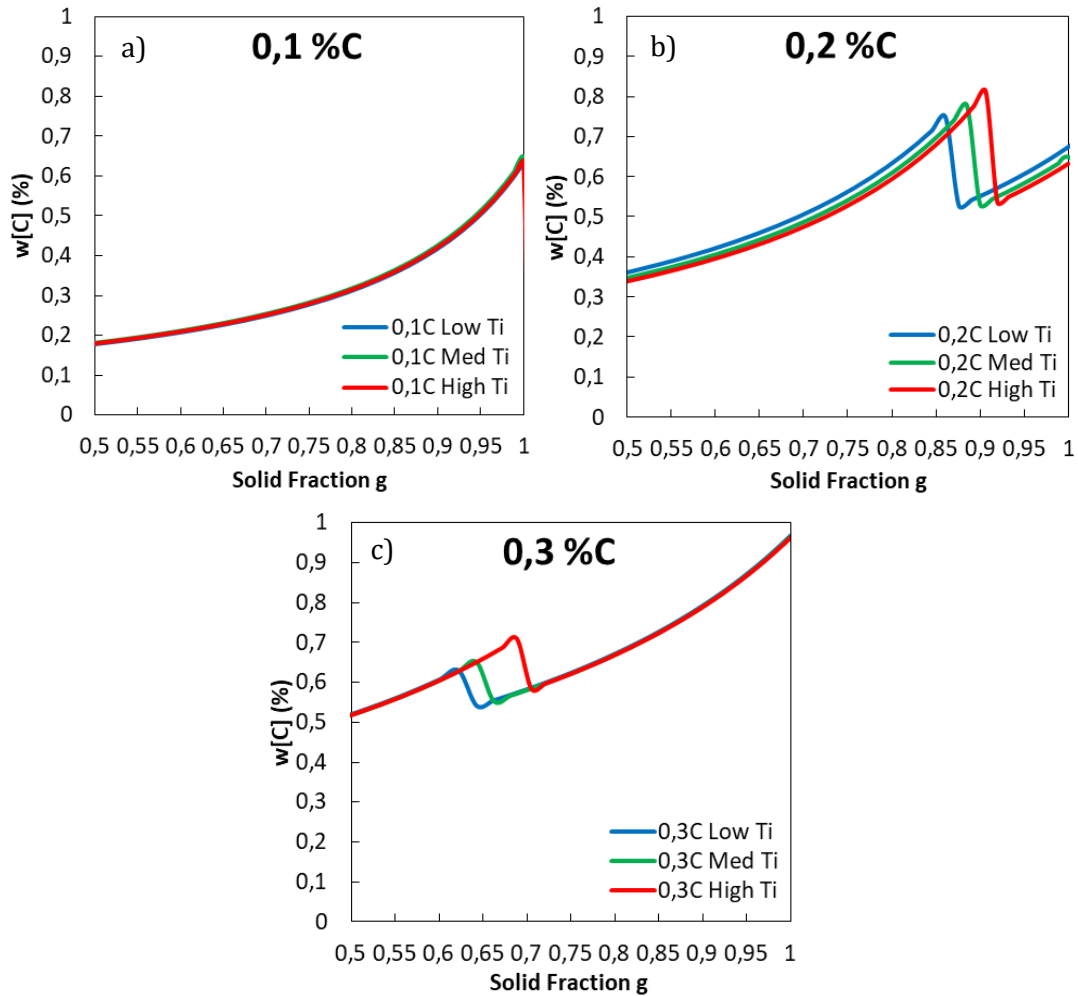 a) 0,1 %C
1
0,9
0,8
0,7
0,6
0,5
0,4
0,3
0,2
0,1
0
w[C] (%)
0,1C Low Ti
0,1C Med Ti
0,1C High Ti
0,5 0,55 0,6 0,65 0,7 0,75 0,8 0,85 0,9 0,95 1
Solid Fraction g
b) 0,2 %C
1
0,9
0,8
0,7
0,6
0,5
0,4
0,3
0,2
0,1
0
w[C] (%)
0,2C Low Ti
0,2C Med Ti
0,2C High Ti
0,5 0,55 0,6 0,65 0,7 0,75 0,8 0,85 0,9 0,95 1
Solid Fraction g
c) 0,3 %C
1
0,9
0,8
0,7
0,6
0,5
0,4
0,3
0,2
0,1
0
w[C] (%)
0,3C Low Ti
0,3C Med Ti
0,3C High Ti
0,5 0,55 0,6 0,65 0,7 0,75 0,8 0,85 0,9 0,95 1
Solid Fraction g